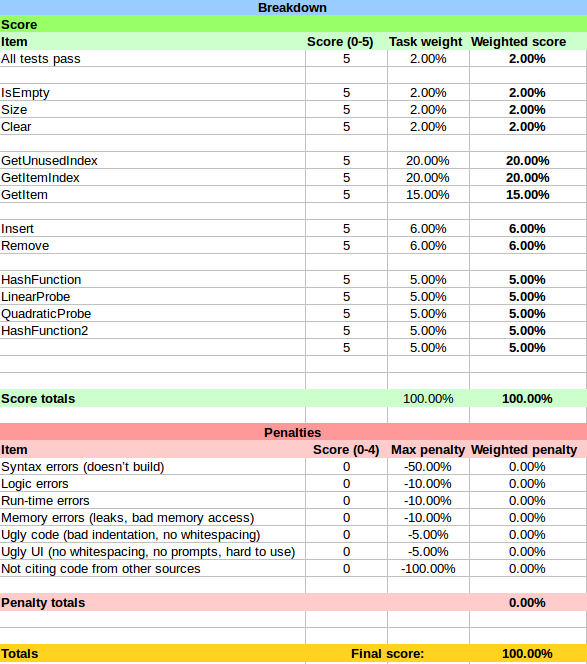 Breakdown
Score
Item Score (0-5) Task weight Weighted score
All tests pass 5 2.00% 2.00%
IsEmpty 5 2.00% 2.00%
Size 5 2.00% 2.00%
Clear 5 2.00% 2.00%
GetUnusedIndex 5 20.00% 20.00%
GetItemIndex 5 20.00% 20.00%
GetItem 5 15.00% 15.00%
Insert 5 6.00% 6.00%
Remove 5 6.00% 6.00%
HashFunction 5 5.00% 5.00%
LinearProbe 5 5.00% 5.00%
QuadraticProbe 5 5.00% 5.00%
HashFunction2 5 5.00% 5.00%
5 5.00% 5.00%
Score totals 100.00% 100.00%
Penalties
Item Score (0-4) Max penalty Weighted penalty
Syntax errors (doesn’t build) 0 -50.00% 0.00%
Logic errors 0 -10.00% 0.00%
Run-time errors 0 -10.00% 0.00%
Memory errors (leaks, bad memory access) 0 -10.00% 0.00%
Ugly code (bad indentation, no whitespacing) 0 -5.00% 0.00%
Ugly UI (no whitespacing, no prompts, hard to use) 0 -5.00% 0.00%
Not citing code from other sources 0 -100.00% 0.00%
Penalty totals 0.00%
Totals Final score: 100.00%